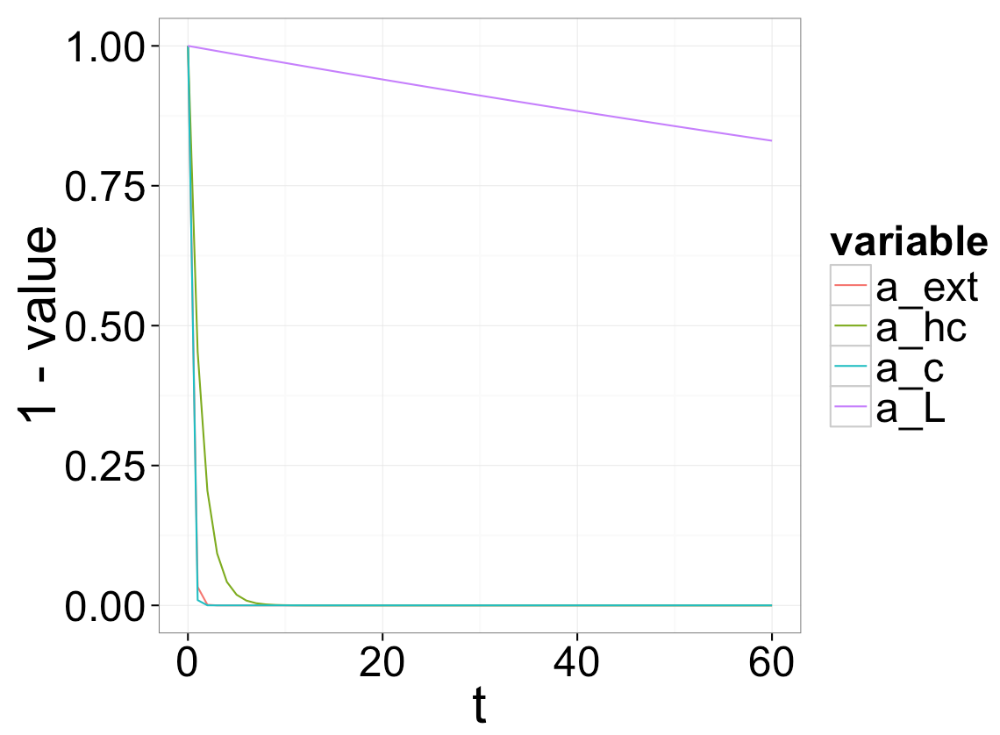 1.00
0.75
0.50
0.25
0.00
1 - value
0
20
40
60
t
variable
a_ext
a_hc
a_c
a_L